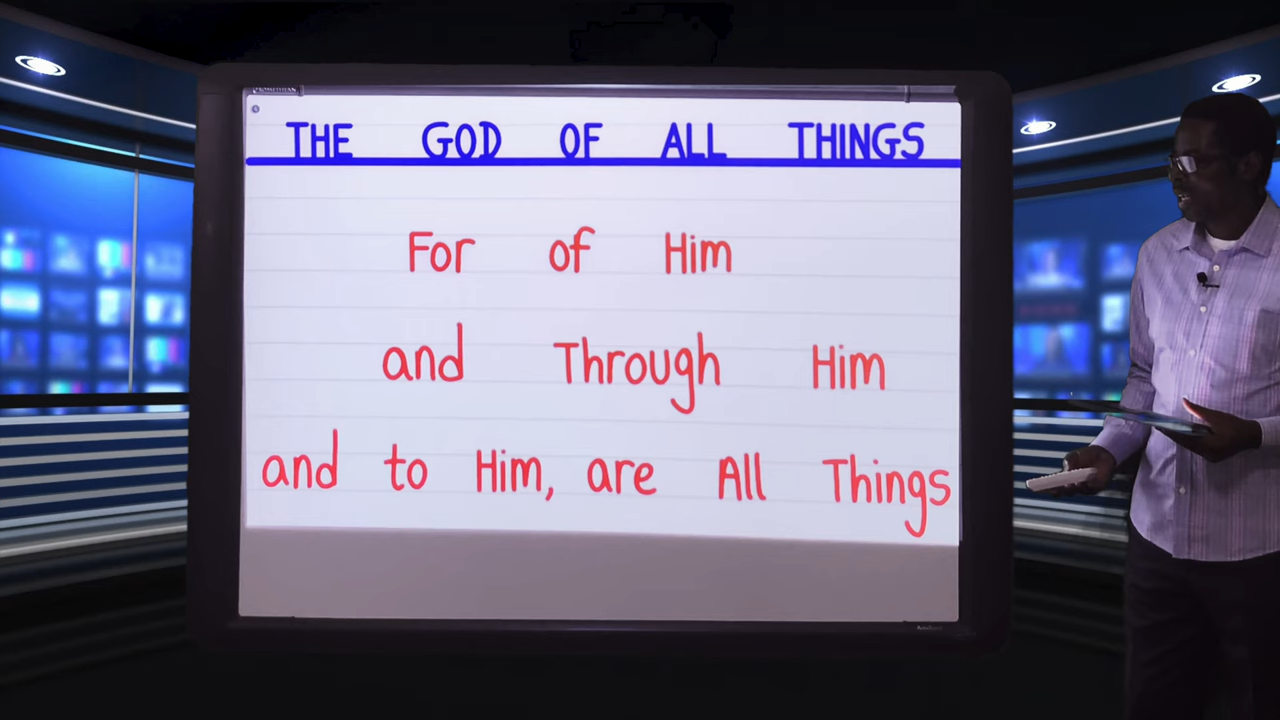 THE GOD OF ALL THINGS
For of Him
and Through Him
and to Him, are All Things